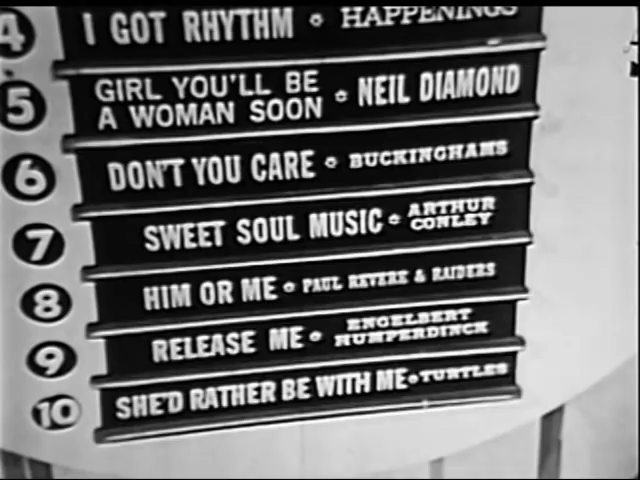 4 I GOT RHYTHM HAPPENINGS
5 GIRL YOU'LL BE A WOMAN SOON NEIL DIAMOND
6 DON'T YOU CARE BUCKINGHAMS
7 SWEET SOUL MUSIC ARTHUR CONLEY
8 HIM OR ME PAUL REVERE & RAIDERS
9 RELEASE ME ENGELBERT HUMPERDINCK
10 SHE'D RATHER BE WITH ME TURTLES